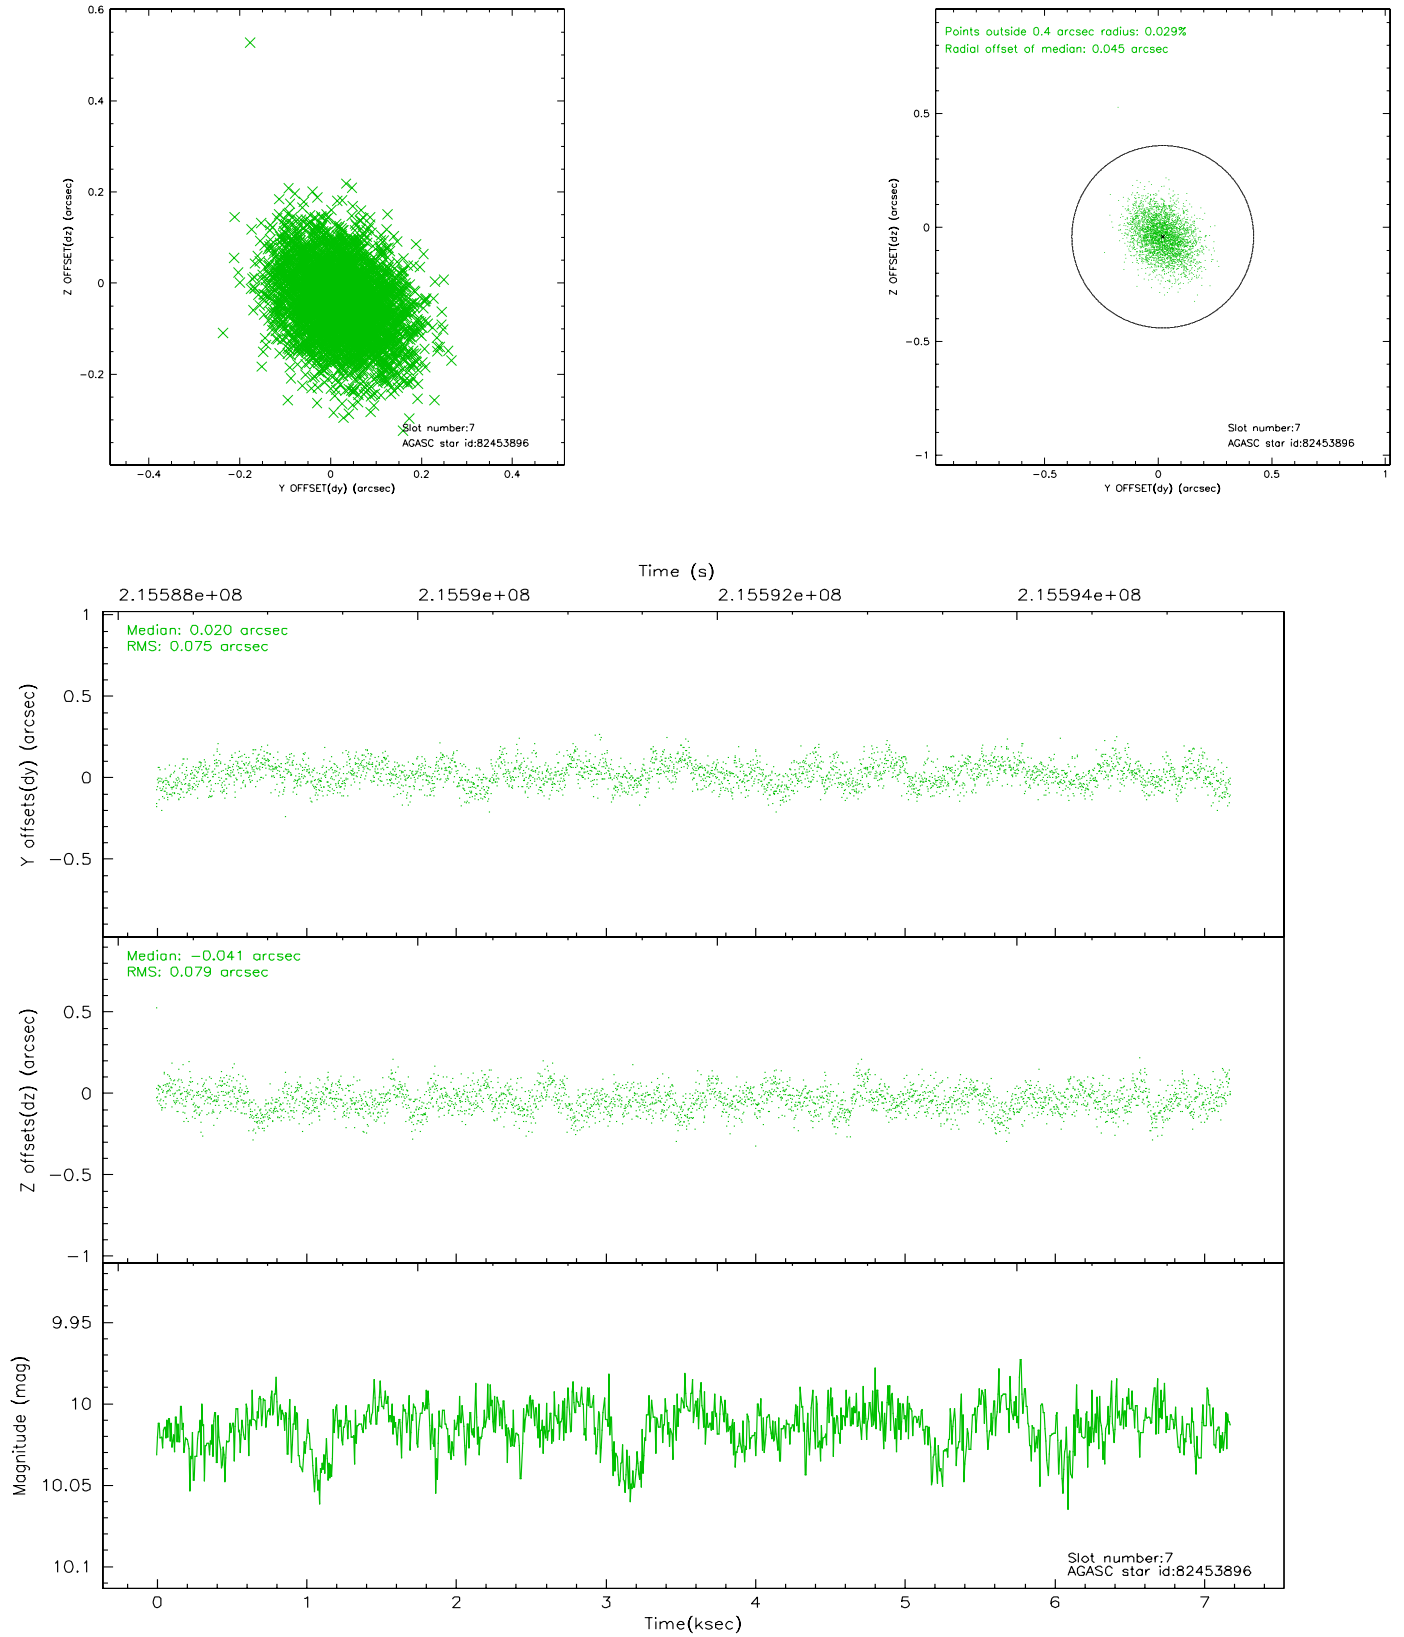 0.6
0.4
0.2
0
−0.2
Z OFFSET(dz) (arcsec)
−0.4 −0.2 0 0.2 0.4
Y OFFSET(dy) (arcsec)
Slot number:7
AGASC star id:82453896
Points outside 0.4 arcsec radius: 0.029%
Radial offset of median: 0.045 arcsec
0.5
0
−0.5
−1
Z OFFSET(dz) (arcsec)
−0.5 0 0.5 1
Y OFFSET(dy) (arcsec)
Slot number:7
AGASC star id:82453896
Time (s)
2.15588e+08 2.1559e+08 2.15592e+08 2.15594e+08
Median: 0.020 arcsec
RMS: 0.075 arcsec
1
0.5
0
−0.5
Y offsets(dy) (arcsec)
Median: −0.041 arcsec
RMS: 0.079 arcsec
0.5
0
−0.5
−1
Z offsets(dz) (arcsec)
9.95
10
10.05
10.1
Magnitude (mag)
Slot number:7
AGASC star id:82453896
0 1 2 3 4 5 6 7
Time(ksec)